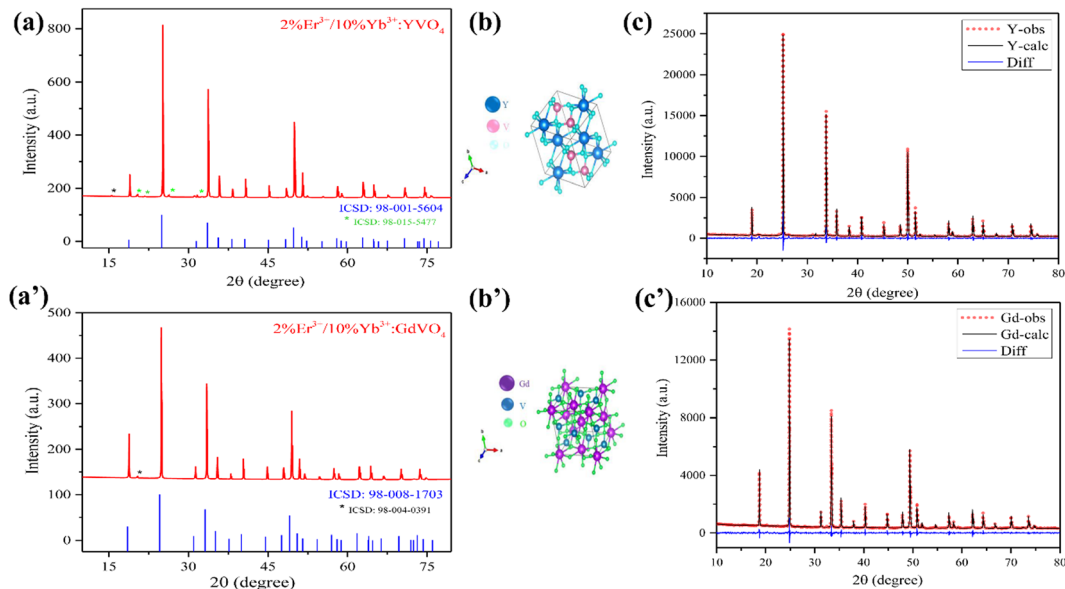 (a)
2%Er³⁻/10%Yb³⁺:YVO₄
Intensity (a.u.)
800
600
400
200
0
*
*
*
*
*
ICSD: 98-001-5604
* ICSD: 98-015-5477
15
30
45
60
75
2θ (degree)
(b)
Y
V
O
(c)
Y-obs
Y-calc
Diff
Intensity (a.u.)
25000
20000
15000
10000
5000
0
10
20
30
40
50
60
70
80
2θ (degree)
(a')
2%Er³⁻/10%Yb³⁺:GdVO₄
Intensity (a.u.)
500
400
300
200
100
0
*
ICSD: 98-008-1703
* ICSD: 98-004-0391
15
30
45
60
75
2θ (degree)
(b')
Gd
V
O
(c')
Gd-obs
Gd-calc
Diff
Intensity (a.u.)
16000
12000
8000
4000
0
10
20
30
40
50
60
70
80
2θ (degree)